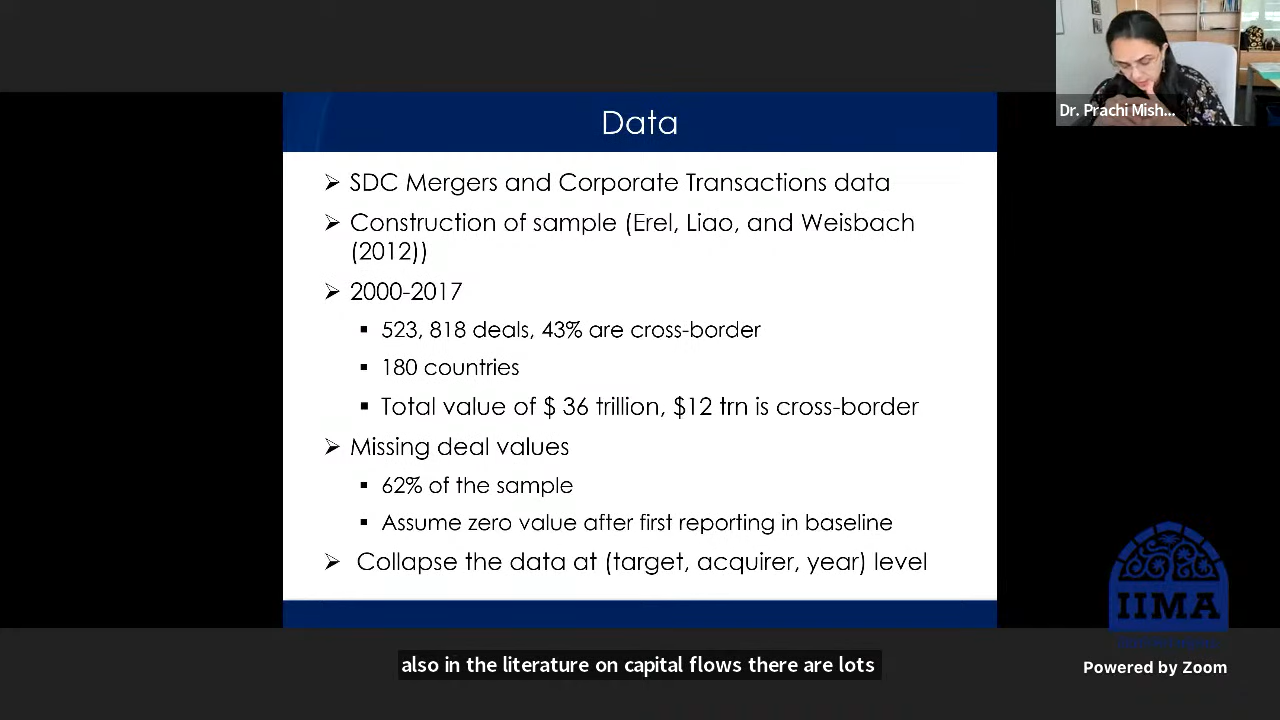 Data
Dr. Prachi Mish...
➢ SDC Mergers and Corporate Transactions data
➢ Construction of sample (Erel, Liao, and Weisbach
(2012))
➢ 2000-2017
▪ 523, 818 deals, 43% are cross-border
▪ 180 countries
▪ Total value of $ 36 trillion, $12 trn is cross-border
➢ Missing deal values
▪ 62% of the sample
▪ Assume zero value after first reporting in baseline
➢ Collapse the data at (target, acquirer, year) level
IIMA
also in the literature on capital flows there are lots
Powered by Zoom